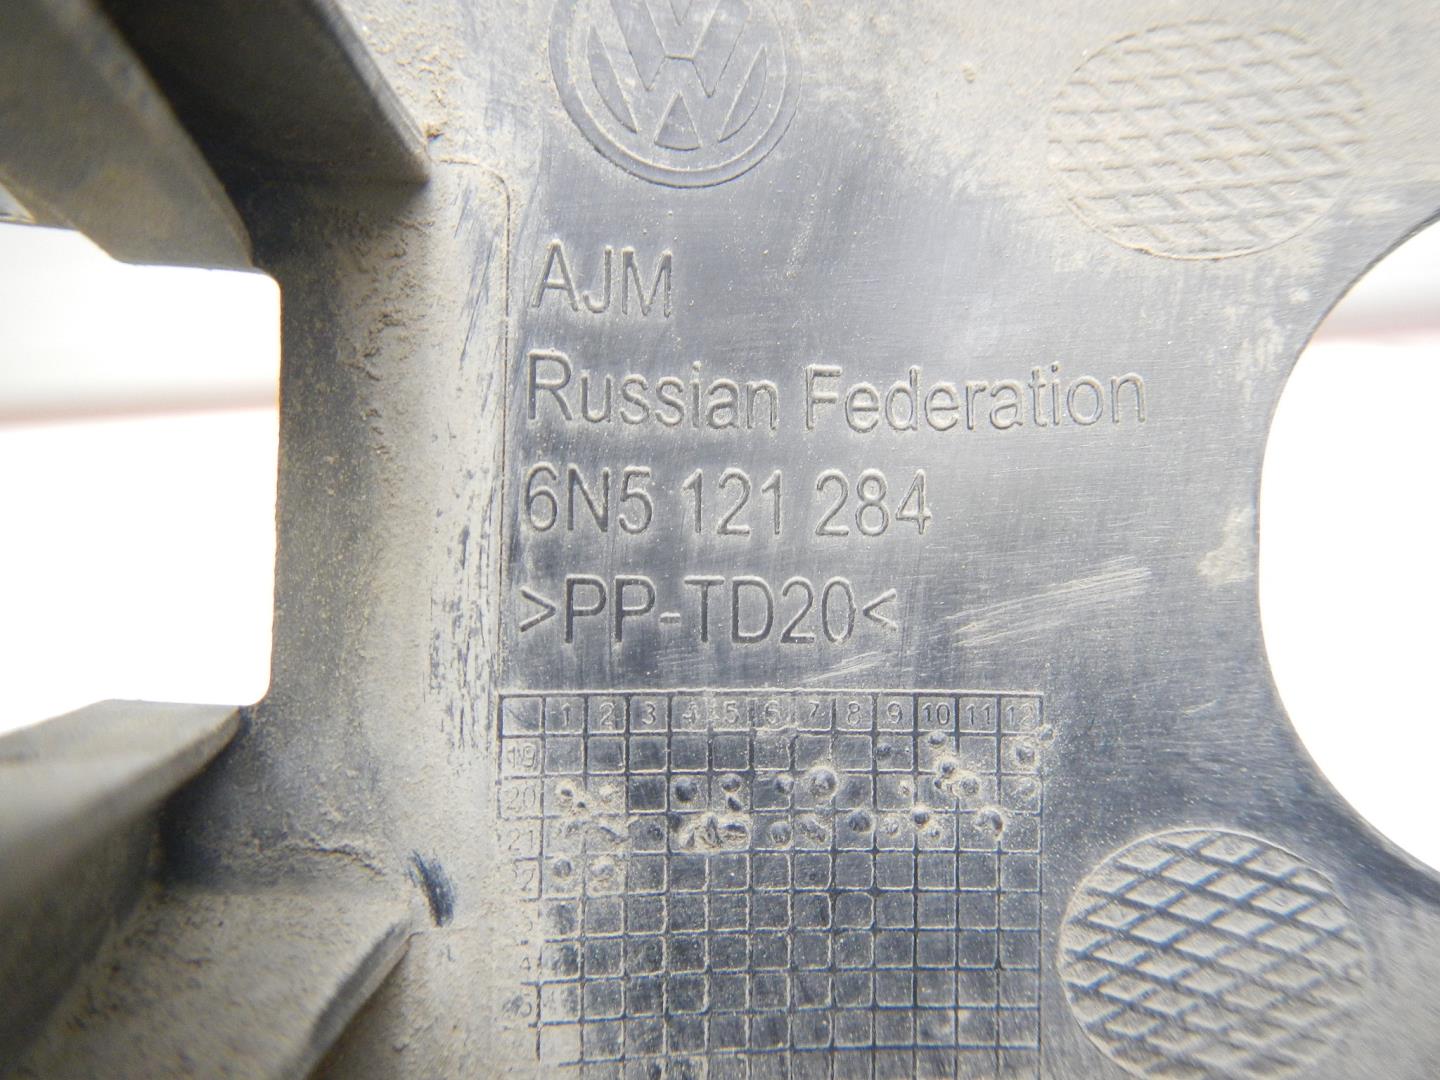 AJM
Russian Federation
6N5 121 284
>PP-TD20<
1 2 3 4 5 6 7 8 9 10 11 12
19
20
21